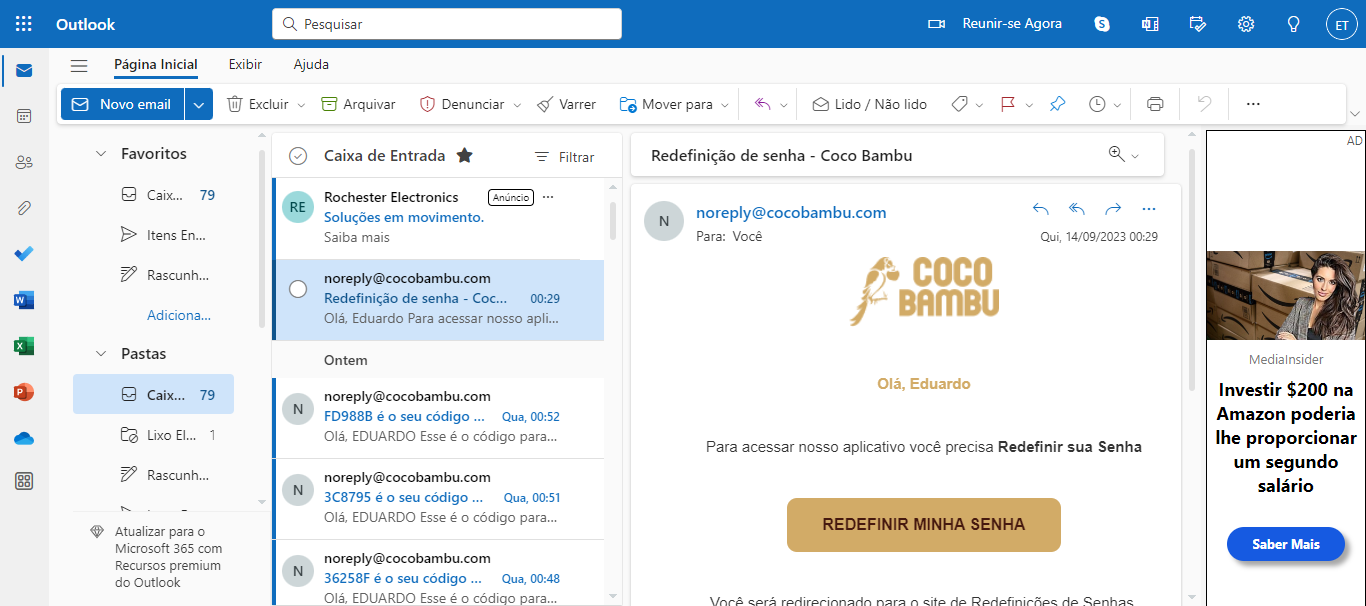 Outlook
Pesquisar
Reunir-se Agora
ET
Página Inicial
Exibir
Ajuda
Novo email
Excluir
Arquivar
Denunciar
Varrer
Mover para
Lido / Não lido
Favoritos
Caix... 79
Itens En...
Rascunh...
Adiciona...
Pastas
Caix... 79
Lixo El... 1
Rascunh...
Atualizar para o
Microsoft 365 com
Recursos premium
do Outlook
Caixa de Entrada
Filtrar
RE
Rochester Electronics
Anúncio
Soluções em movimento.
Saiba mais
noreply@cocobambu.com
Redefinição de senha - Coc... 00:29
Olá, Eduardo Para acessar nosso apli...
Ontem
N
noreply@cocobambu.com
FD988B é o seu código ... Qua, 00:52
Olá, EDUARDO Esse é o código para...
N
noreply@cocobambu.com
3C8795 é o seu código ... Qua, 00:51
Olá, EDUARDO Esse é o código para...
N
noreply@cocobambu.com
36258F é o seu código ... Qua, 00:48
Olá, EDUARDO Esse é o código para...
Redefinição de senha - Coco Bambu
N
noreply@cocobambu.com
Para: Você
Qui, 14/09/2023 00:29
COCO
BAMBU
Olá, Eduardo
Para acessar nosso aplicativo você precisa Redefinir sua Senha
REDEFINIR MINHA SENHA
Você será redirecionado para o site de Redefinições de Senhas
AD
MediaInsider
Investir $200 na
Amazon poderia
lhe proporcionar
um segundo
salário
Saber Mais